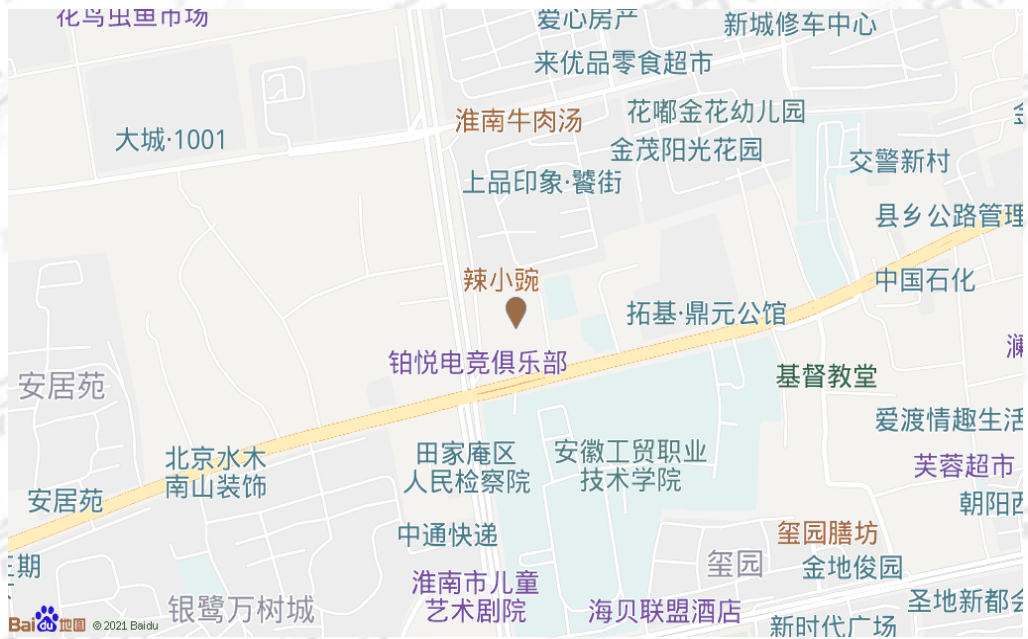 花鸟虫鱼市场
爱心房产
新城修车中心
来优品零食超市
淮南牛肉汤
花嘟金花幼儿园
大城·1001
金茂阳光花园
交警新村
上品印象·饕街
县乡公路管理
辣小豌
中国石化
拓基·鼎元公馆
铂悦电竞俱乐部
澜
安居苑
基督教堂
爱渡情趣生活
北京水木
南山装饰
田家庵区
人民检察院
安徽工贸职业
技术学院
芙蓉超市
安居苑
朝阳西
中通快递
玺园膳坊
三期
玺园
金地俊园
淮南市儿童
艺术剧院
银鹭万树城
海贝联盟酒店
圣地新都会
新时代广场
Bai du 地图 © 2021 Baidu